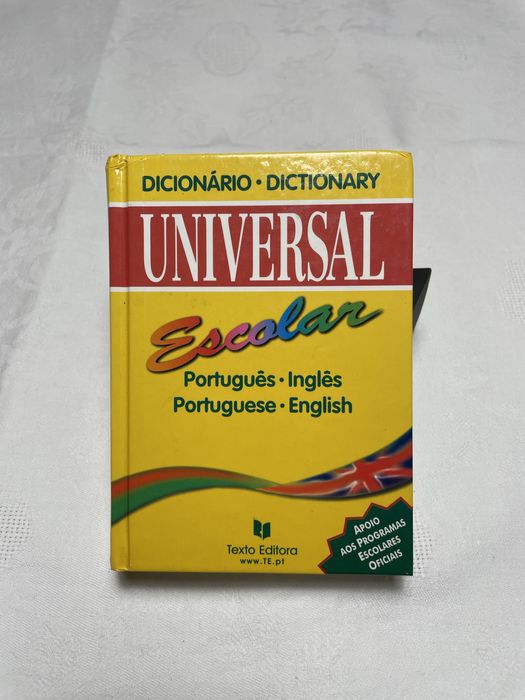 DICIONÁRIO • DICTIONARY
UNIVERSAL
Escolar
Português • Inglês
Portuguese • English
APOIO
AOS PROGRAMAS
ESCOLARES
OFICIAIS
Texto Editora
www.TE.pt